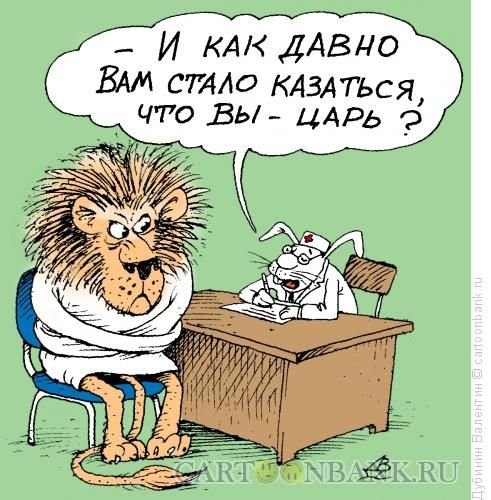 - И КАК ДАВНО
ВАМ СТАЛО КАЗАТЬСЯ,
ЧТО ВЫ - ЦАРЬ?
CARTOONBANK.RU
Дубинин Валентин © cartoonbank.ru